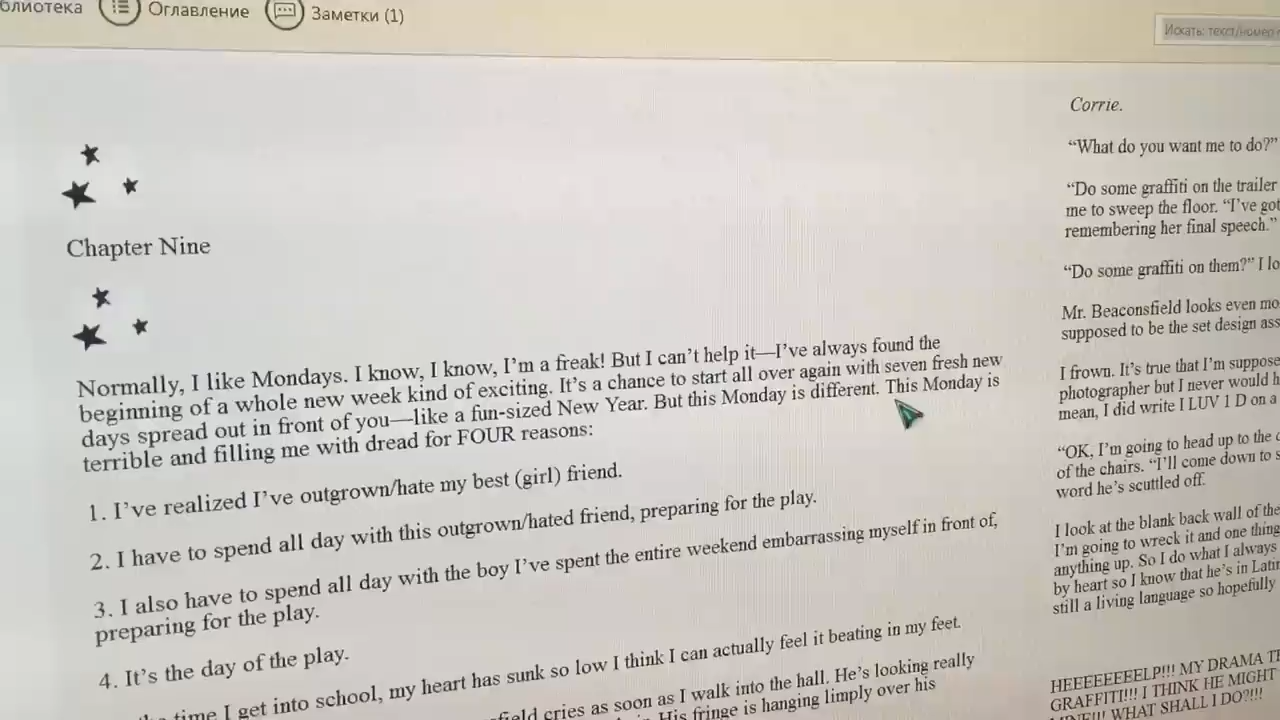 блиотека
Оглавление
Заметки (1)
Искать: текст/номер
Chapter Nine
Normally, I like Mondays. I know, I know, I'm a freak! But I can't help it—I've always found the
beginning of a whole new week kind of exciting. It's a chance to start all over again with seven fresh new
days spread out in front of you—like a fun-sized New Year. But this Monday is different. This Monday is
terrible and filling me with dread for FOUR reasons:
1. I've realized I've outgrown/hate my best (girl) friend.
2. I have to spend all day with this outgrown/hated friend, preparing for the play.
3. I also have to spend all day with the boy I've spent the entire weekend embarrassing myself in front of,
preparing for the play.
4. It's the day of the play.
time I get into school, my heart has sunk so low I think I can actually feel it beating in my feet.
field cries as soon as I walk into the hall. He's looking really
His fringe is hanging limply over his
Corrie.
“What do you want me to do?”
“Do some graffiti on the trailer
me to sweep the floor. “I've got
remembering her final speech.”
“Do some graffiti on them?” I lo
Mr. Beaconsfield looks even mo
supposed to be the set design ass
I frown. It's true that I'm suppose
photographer but I never would h
mean, I did write I LUV 1 D on a
“OK, I'm going to head up to the
of the chairs. “I'll come down to s
word he's scuttled off.
I look at the blank back wall of the
I'm going to wreck it and one thing
anything up. So I do what I always
by heart so I know that he's in Latin
still a living language so hopefully
HEEEEEEELP!!! MY DRAMA TE
GRAFFITI!!! I THINK HE MIGHT
WHAT SHALL I DO?!!!